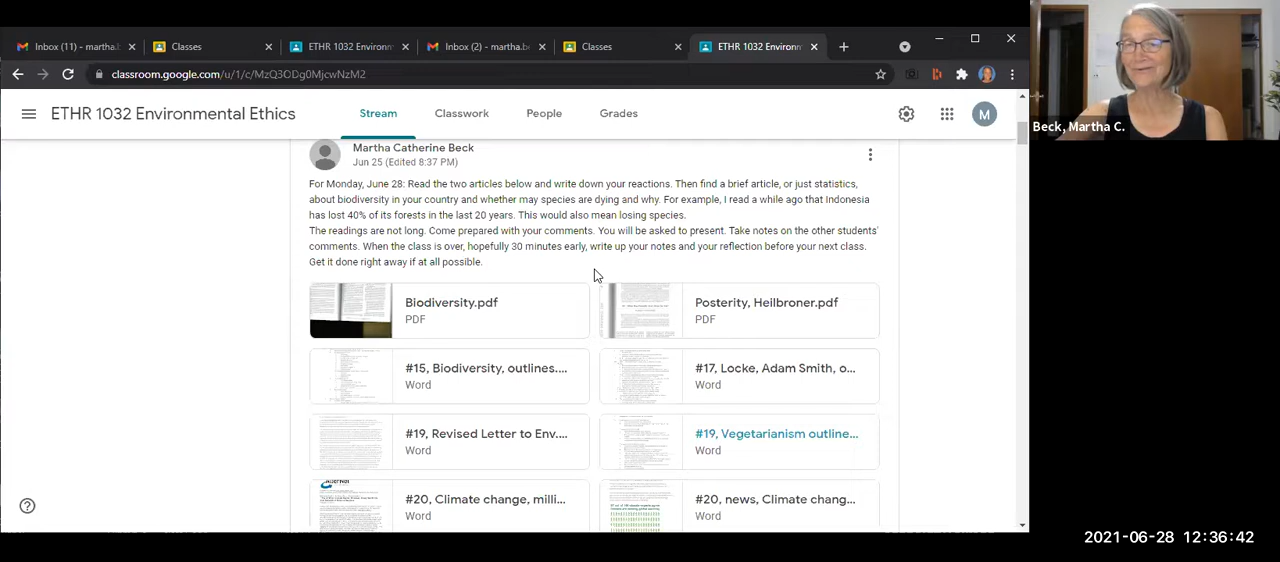 Inbox (11) - martha.b
Classes
ETHR 1032 Environm
(2) - martha.b
Classes
ETHR 1032 Environm
classroom.google.com/u/1/c/MzQ3ODg0MjcwNzM2
ETHR 1032 Environmental Ethics
Stream
Classwork
People
Grades
M
Martha Catherine Beck
Jun 25 (Edited 8:37 PM)
For Monday, June 28: Read the two articles below and write down your reactions. Then find a brief article, or just statistics,
about biodiversity in your country and whether may species are dying and why. For example, I read a while ago that Indonesia
has lost 40% of its forests in the last 20 years. This would also mean losing species.
The readings are not long. Come prepared with your comments. You will be asked to present. Take notes on the other students'
comments. When the class is over, hopefully 30 minutes early, write up your notes and your reflection before your next class.
Get it done right away if at all possible.
Biodiversity.pdf
PDF
Posterity, Heilbroner.pdf
PDF
#15, Biodiversity, outlines....
Word
#17, Locke, Adam Smith, o...
Word
#19, Revised Lecture, En...
Word
#19, Vegetarianism outline...
Word
#20, Climate change, mili...
Word
#20, climate chang...
Word
Beck, Martha C.
2021-06-28 12:36:42